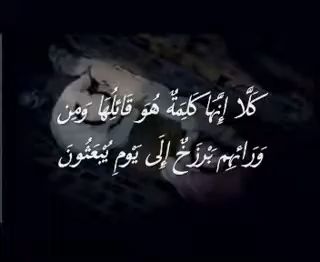 كَلَّا إِنَّهَا كَلِمَةٌ هُوَ قَائِلُهَا وَمِن
وَرَائِهِم بَرْزَخٌ إِلَى يَوْمِ يُبْعَثُونَ